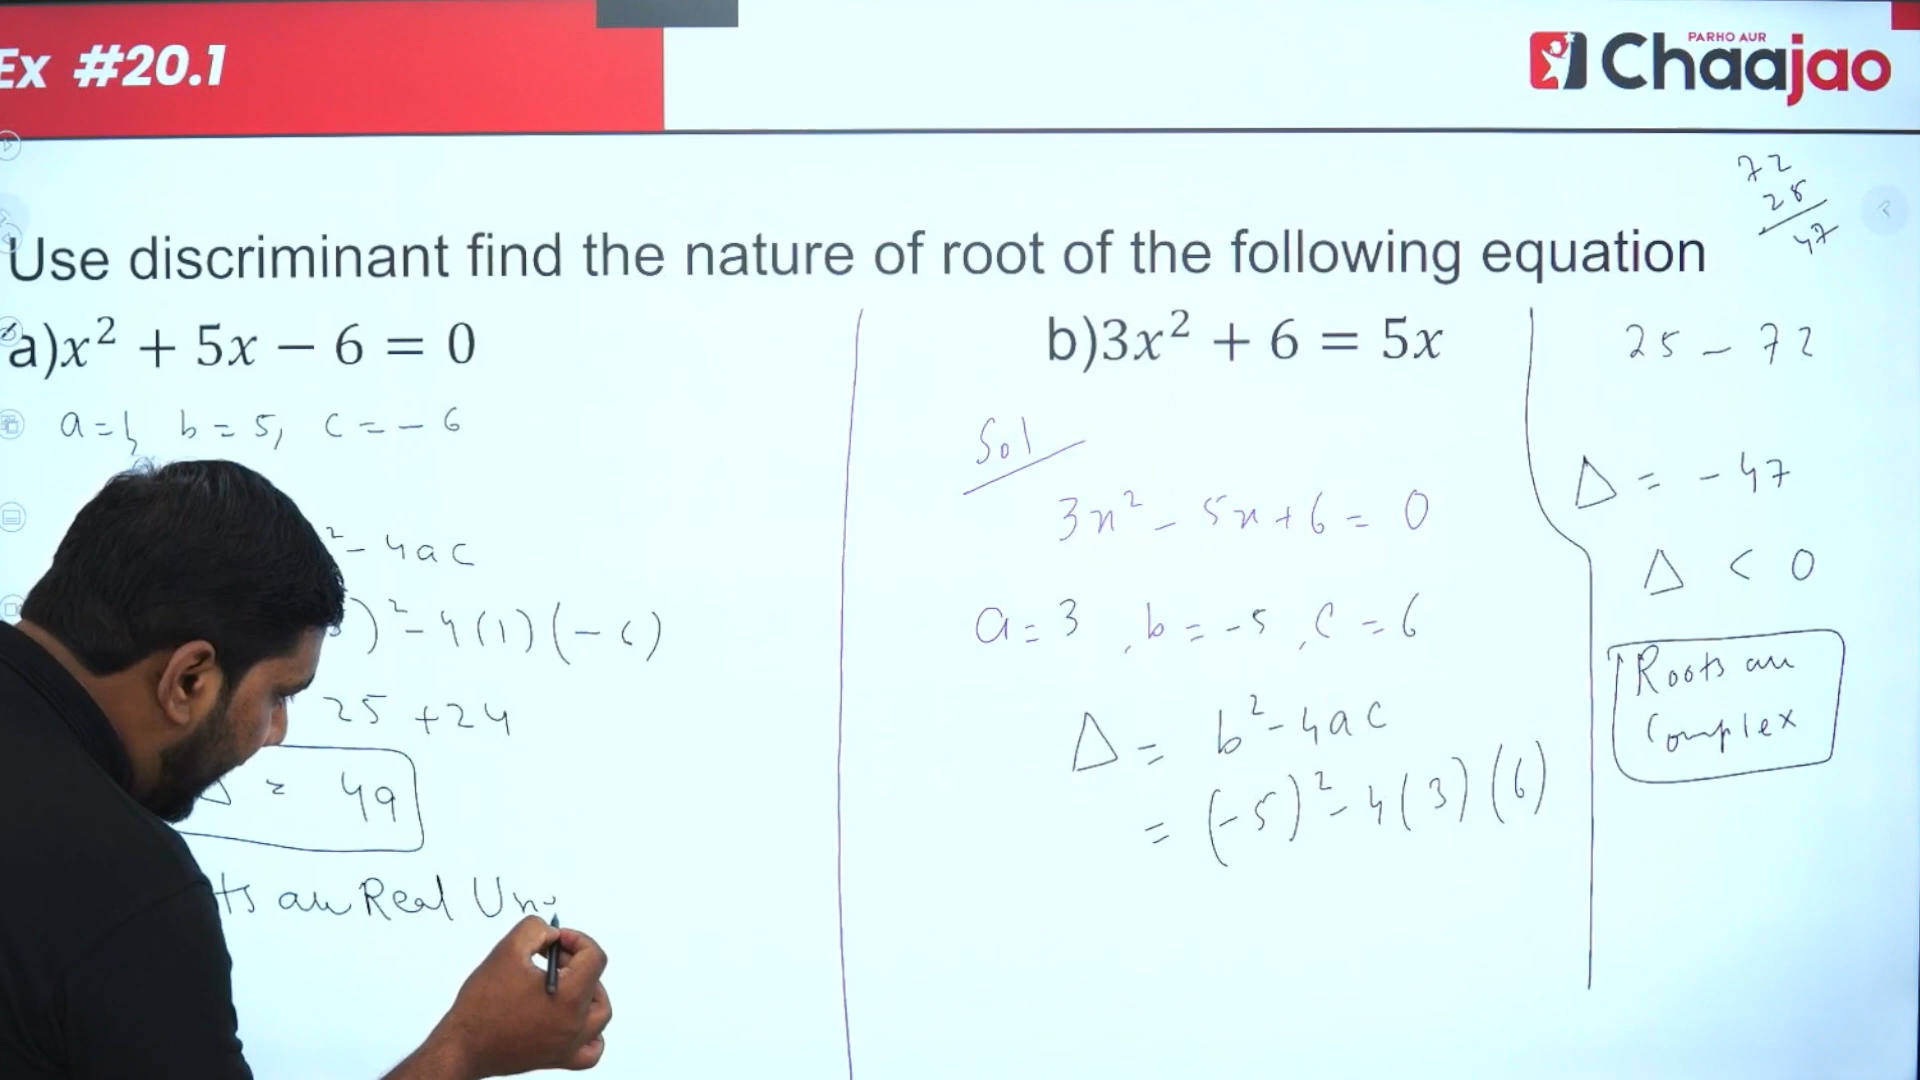 Ex #20.1
PARHO AUR
Chaajao
72
25
47
Use discriminant find the nature of root of the following equation
a)x² + 5x − 6 = 0
a=1, b=5, c=-6
²-4ac
)²-4(1)(-6)
25+24
= 49
ts are Real Un
b)3x² + 6 = 5x
Sol
3x²-5x+6=0
a=3, b=-5, c=6
Δ= b²-4ac
= (-5)²-4(3)(6)
25-72
Δ= -47
Δ < 0
Roots are
Complex